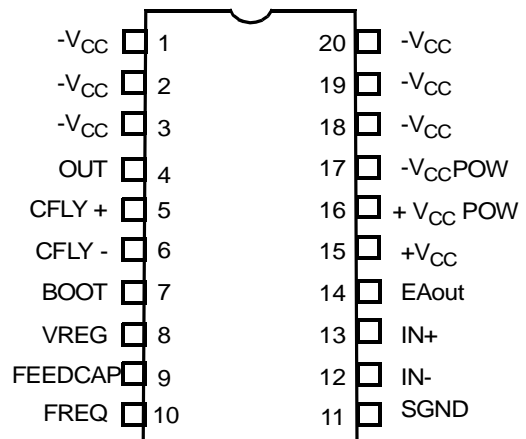 -VCC 1 20 -VCC
-VCC 2 19 -VCC
-VCC 3 18 -VCC
OUT 4 17 -VCCPOW
CFLY + 5 16 + VCC POW
CFLY - 6 15 +VCC
BOOT 7 14 EAout
VREG 8 13 IN+
FEEDCAP 9 12 IN-
FREQ 10 11 SGND